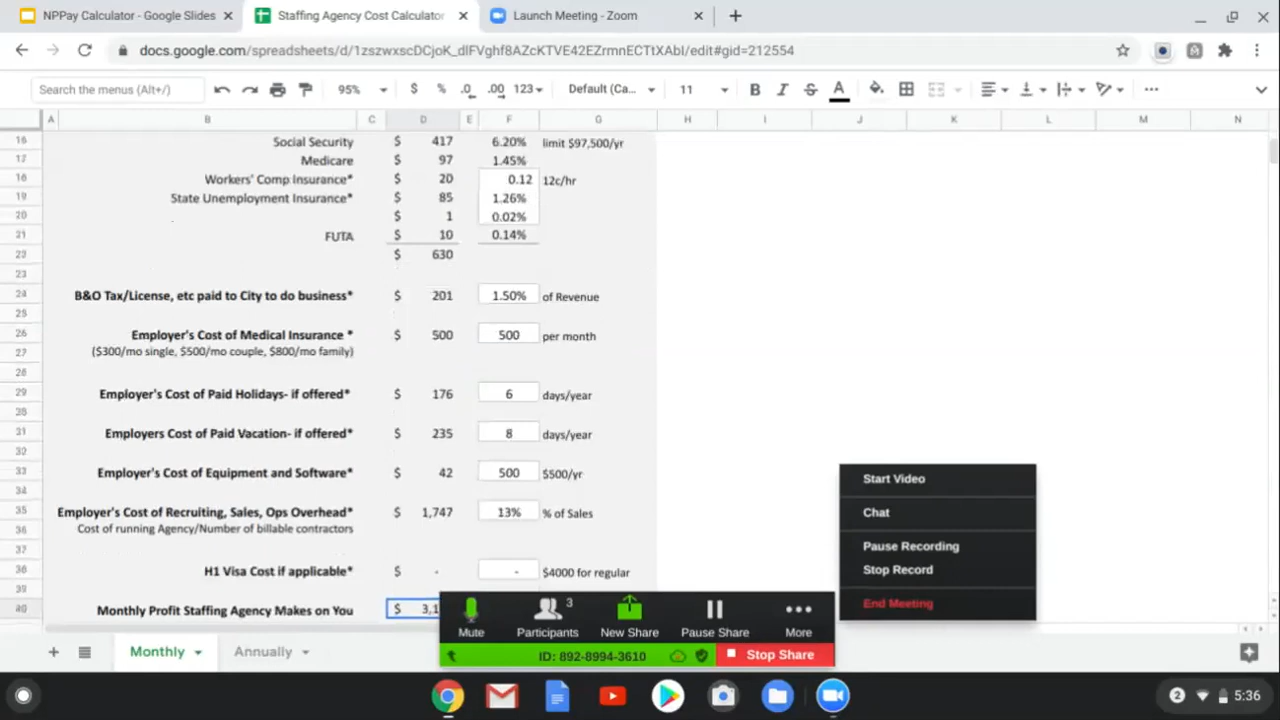 NPPay Calculator - Google Slides
Staffing Agency Cost Calculator
Launch Meeting - Zoom
docs.google.com/spreadsheets/d/1zszwxscDCjoK_dlFVghf8AZcKTVE42EZrmnECTtXAbI/edit#gid=212554
Search the menus (Alt+/) 95% $ % .0 .00 123 Default (Ca... 11 B I S A
A B C D E F G H I J K L M N
16 Social Security $ 417 6.20% limit $97,500/yr
17 Medicare $ 97 1.45%
18 Workers' Comp Insurance* $ 20 0.12 12c/hr
19 State Unemployment Insurance* $ 85 1.26%
20 $ 1 0.02%
21 FUTA $ 10 0.14%
22 $ 630
23
24 B&O Tax/License, etc paid to City to do business* $ 201 1.50% of Revenue
25
26 Employer's Cost of Medical Insurance * $ 500 500 per month
27 ($300/mo single, $500/mo couple, $800/mo family)
28
29 Employer's Cost of Paid Holidays- if offered* $ 176 6 days/year
30
31 Employers Cost of Paid Vacation- if offered* $ 235 8 days/year
32
33 Employer's Cost of Equipment and Software* $ 42 500 $500/yr
34
35 Employer's Cost of Recruiting, Sales, Ops Overhead* $ 1,747 13% % of Sales
36 Cost of running Agency/Number of billable contractors
37
38 H1 Visa Cost if applicable* $ - - $4000 for regular
39
40 Monthly Profit Staffing Agency Makes on You $ 3,1
Start Video
Chat
Pause Recording
Stop Record
End Meeting
3
Mute Participants New Share Pause Share More
ID: 892-8994-3610 Stop Share
Monthly Annually
2 5:36